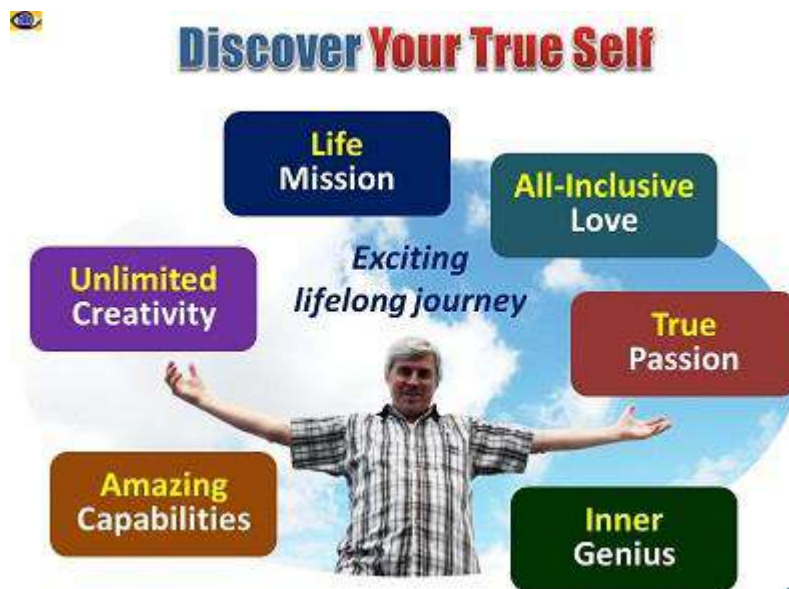 Discover Your True Self
Life
Mission
All-Inclusive
Love
Exciting
lifelong journey
Unlimited
Creativity
True
Passion
Amazing
Capabilities
Inner
Genius